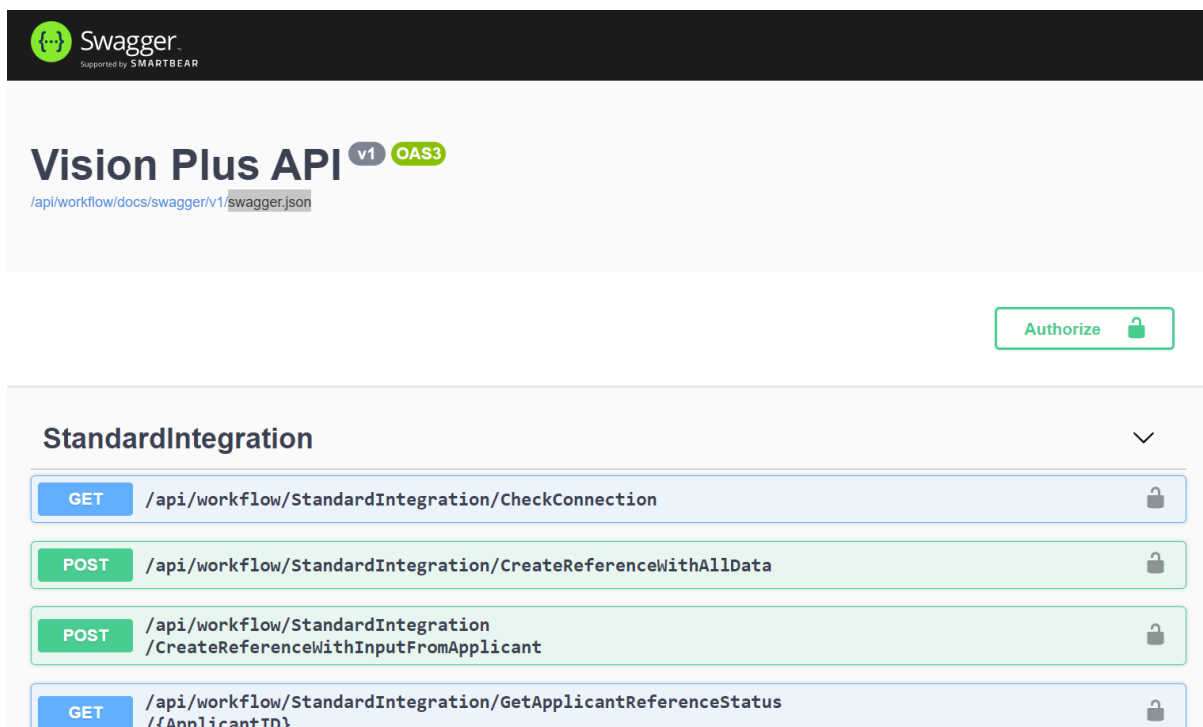 {···} Swagger™
Supported by SMARTBEAR
Vision Plus API v1 OAS3
/api/workflow/docs/swagger/v1/swagger.json
Authorize
StandardIntegration
GET /api/workflow/StandardIntegration/CheckConnection
POST /api/workflow/StandardIntegration/CreateReferenceWithAllData
POST /api/workflow/StandardIntegration
/CreateReferenceWithInputFromApplicant
GET /api/workflow/StandardIntegration/GetApplicantReferenceStatus
/{ApplicantID}